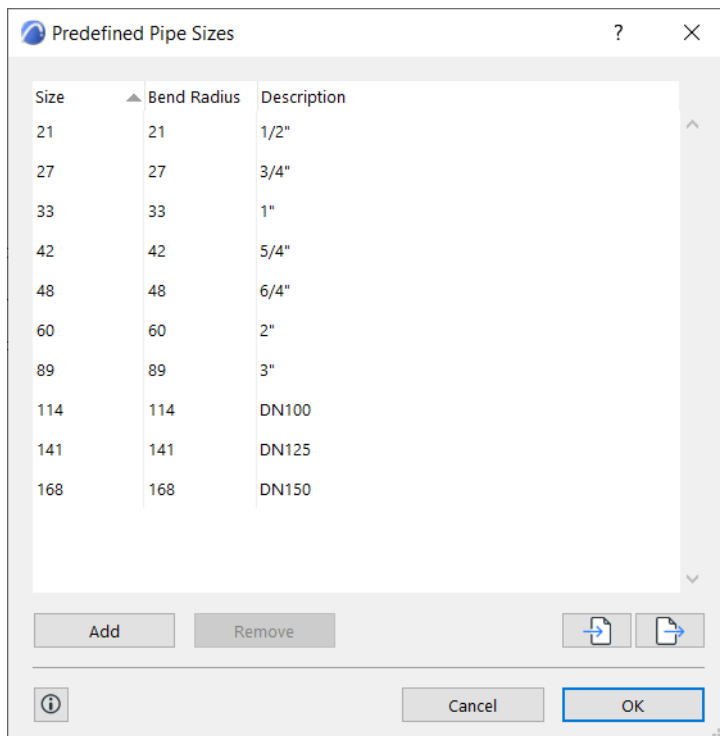 Predefined Pipe Sizes
Size Bend Radius Description
21 21 1/2"
27 27 3/4"
33 33 1"
42 42 5/4"
48 48 6/4"
60 60 2"
89 89 3"
114 114 DN100
141 141 DN125
168 168 DN150
Add Remove
Cancel OK